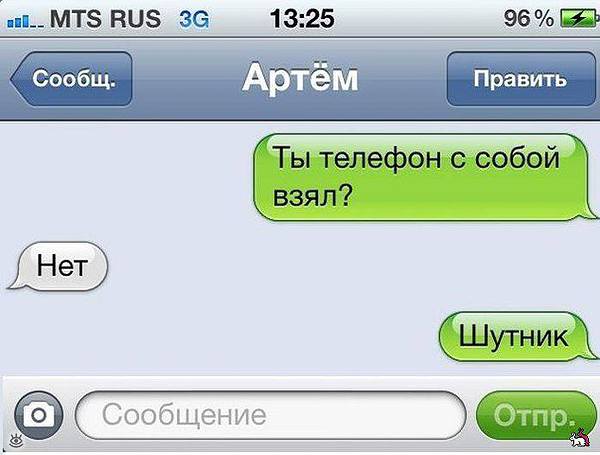 MTS RUS 3G 13:25 96 %
Сообщ. Артём Править
Ты телефон с собой
взял?
Нет
Шутник
Сообщение Отпр.